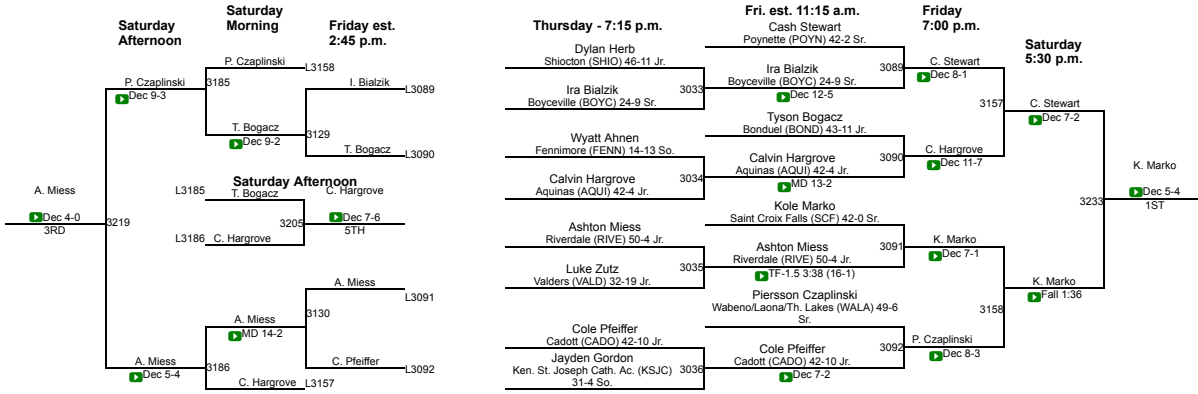 Saturday
Afternoon
Saturday
Morning
Friday est.
2:45 p.m.
P. Czaplinski
L3158
P. Czaplinski
3185
Dec 9-3
I. Bialzik
L3089
T. Bogacz
3129
Dec 9-2
T. Bogacz
L3090
Saturday Afternoon
A. Miess
L3185
T. Bogacz
C. Hargrove
Dec 4-0
3219
3205
Dec 7-6
3RD
5TH
L3186
C. Hargrove
A. Miess
L3091
3130
A. Miess
MD 14-2
A. Miess
3186
C. Pfeiffer
L3092
Dec 5-4
C. Hargrove
L3157
Thursday - 7:15 p.m.
Fri. est. 11:15 a.m.
Friday
7:00 p.m.
Saturday
5:30 p.m.
Dylan Herb
Shiocton (SHIO) 46-11 Jr.
Ira Bialzik
Boyceville (BOYC) 24-9 Sr.
3033
Wyatt Ahnen
Fennimore (FENN) 14-13 So.
Calvin Hargrove
Aquinas (AQUI) 42-4 Jr.
3034
Ashton Miess
Riverdale (RIVE) 50-4 Jr.
Luke Zutz
Valders (VALD) 32-19 Jr.
3035
Cole Pfeiffer
Cadott (CADO) 42-10 Jr.
Jayden Gordon
Ken. St. Joseph Cath. Ac. (KSJC)
31-4 So.
3036
Cash Stewart
Poynette (POYN) 42-2 Sr.
Ira Bialzik
Boyceville (BOYC) 24-9 Sr.
Dec 12-5
3089
Tyson Bogacz
Bonduel (BOND) 43-11 Jr.
Calvin Hargrove
Aquinas (AQUI) 42-4 Jr.
MD 13-2
3090
Kole Marko
Saint Croix Falls (SCF) 42-0 Sr.
Ashton Miess
Riverdale (RIVE) 50-4 Jr.
TF-1.5 3:38 (16-1)
3091
Piersson Czaplinski
Wabeno/Laona/Th. Lakes (WALA) 49-6
Sr.
Cole Pfeiffer
Cadott (CADO) 42-10 Jr.
Dec 7-2
3092
C. Stewart
Dec 8-1
3157
C. Hargrove
Dec 11-7
K. Marko
Dec 7-1
3158
P. Czaplinski
Dec 8-3
C. Stewart
Dec 7-2
3233
K. Marko
Fall 1:36
K. Marko
Dec 5-4
1ST